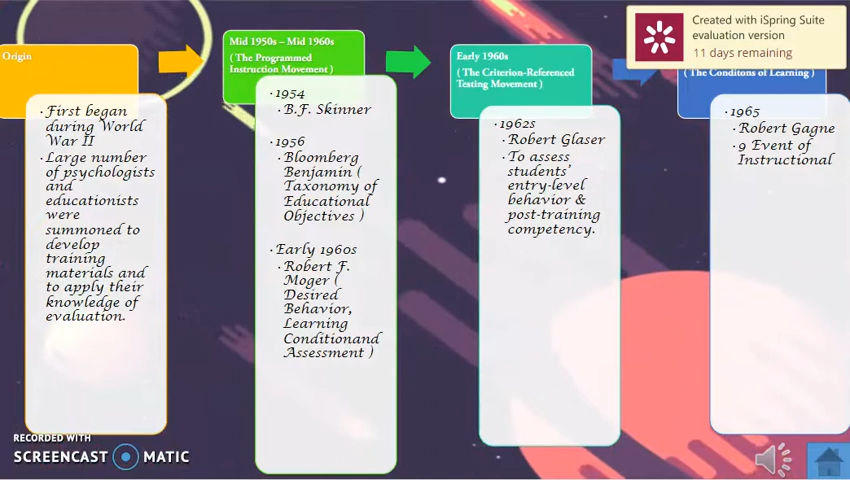 Origin
·First began
during World
War II
·Large number
of psychologists
and
educationists
were
summoned to
develop
training
materials and
to apply their
knowledge of
evaluation.
Mid 1950s – Mid 1960s
( The Programmed
Instruction Movement )
·1954
·B.F. Skinner
·1956
·Bloomberg
Benjamin (
Taxonomy of
Educational
Objectives )
·Early 1960s
·Robert F.
Moger (
Desired
Behavior,
Learning
Conditionand
Assessment )
Early 1960s
( The Criterion-Referenced
Testing Movement )
·1962s
·Robert Glaser
·To assess
students'
entry-level
behavior &
post-training
competency.
( The Conditons of Learning )
·1965
·Robert Gagne
·9 Event of
Instructional
Created with iSpring Suite
evaluation version
11 days remaining
RECORDED WITH
SCREENCAST MATIC